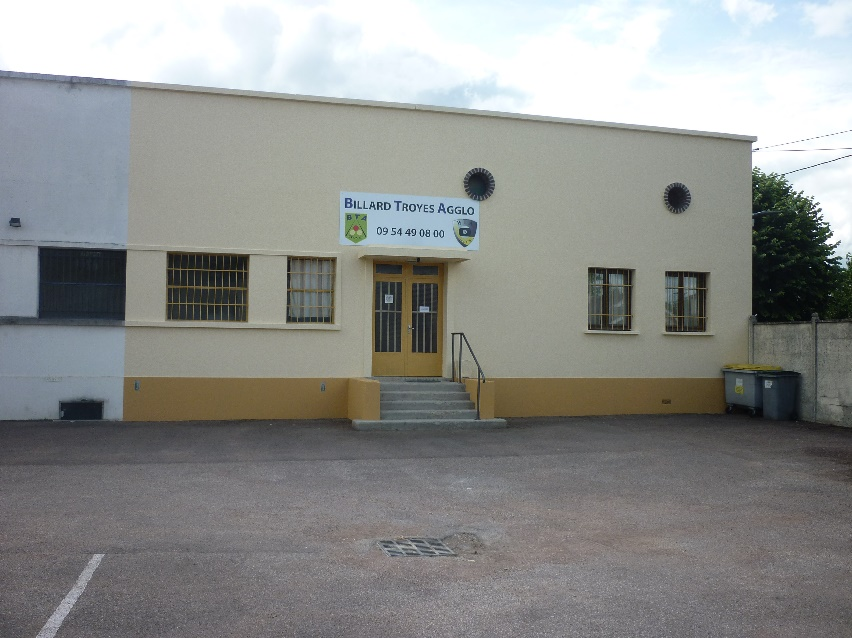 BILLARD TROYES AGGLO
B T A
09 54 49 08 00